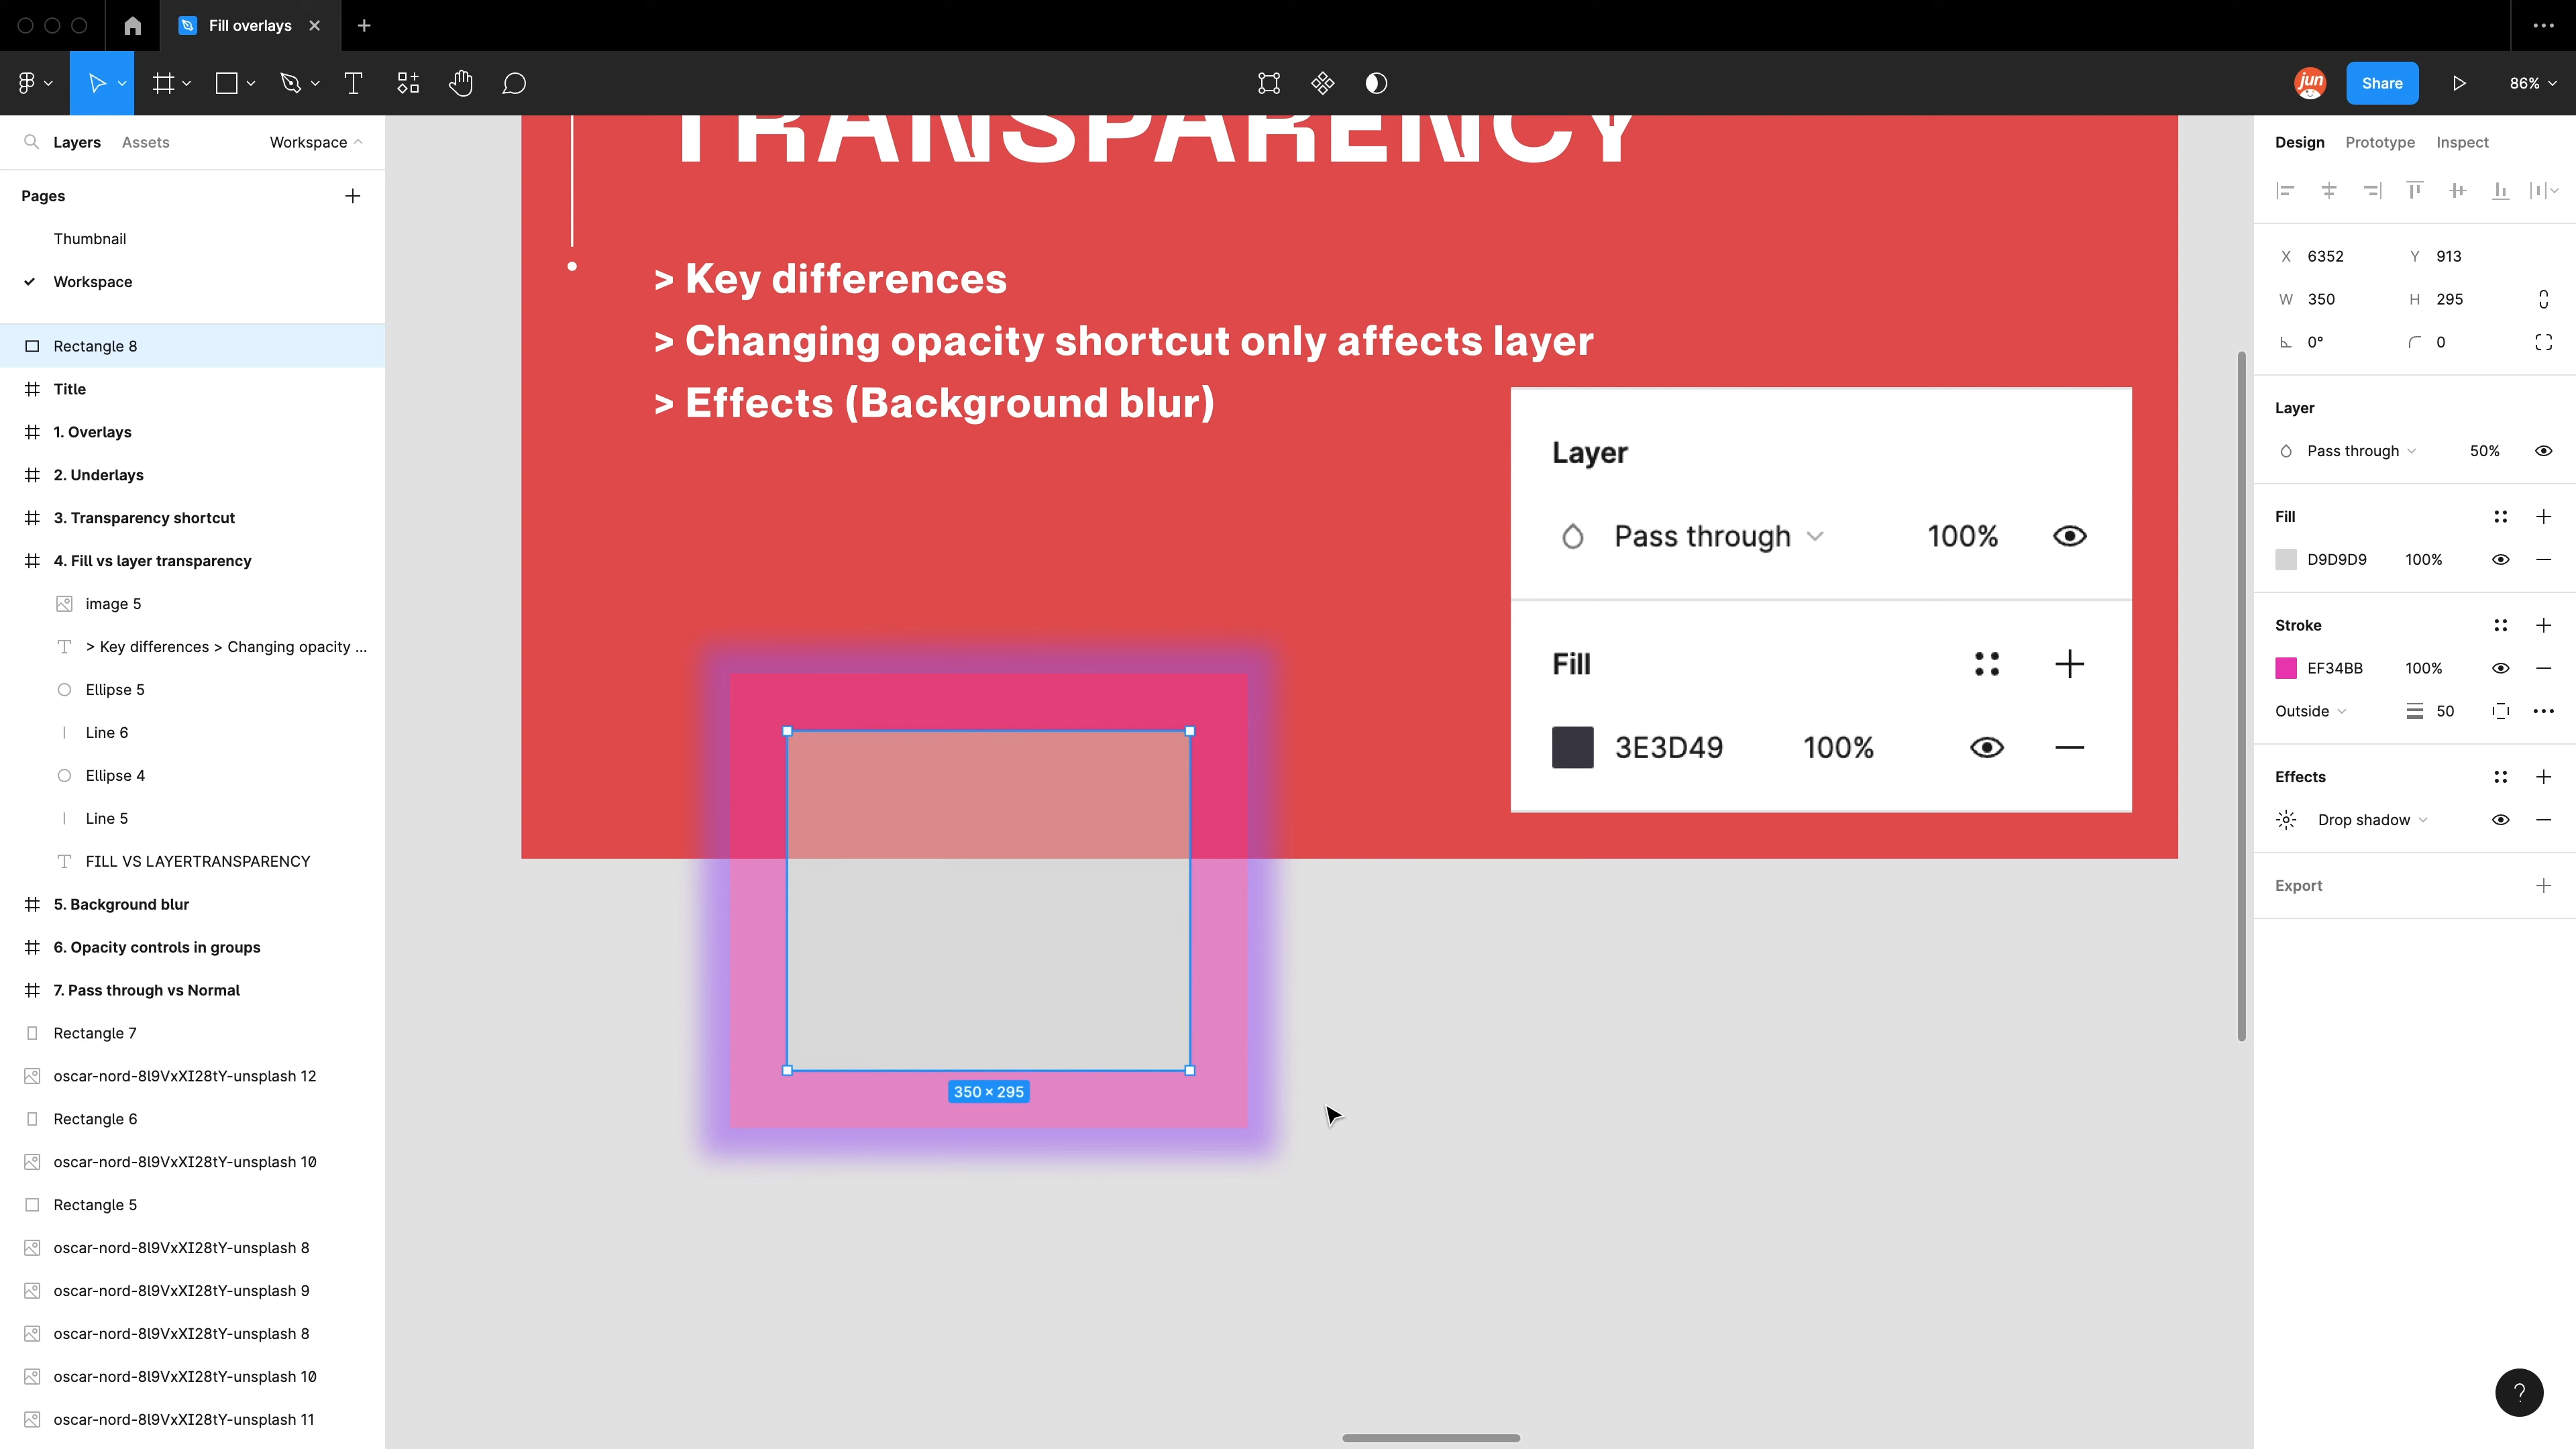 Fill overlays
jun
Share
86%
Layers
Assets
Workspace
Pages
Thumbnail
Workspace
Rectangle 8
Title
1. Overlays
2. Underlays
3. Transparency shortcut
4. Fill vs layer transparency
image 5
> Key differences > Changing opacity ...
Ellipse 5
Line 6
Ellipse 4
Line 5
FILL VS LAYERTRANSPARENCY
5. Background blur
6. Opacity controls in groups
7. Pass through vs Normal
Rectangle 7
oscar-nord-8l9VxXI28tY-unsplash 12
Rectangle 6
oscar-nord-8l9VxXI28tY-unsplash 10
Rectangle 5
oscar-nord-8l9VxXI28tY-unsplash 8
oscar-nord-8l9VxXI28tY-unsplash 9
oscar-nord-8l9VxXI28tY-unsplash 8
oscar-nord-8l9VxXI28tY-unsplash 10
oscar-nord-8l9VxXI28tY-unsplash 11
TRANSPARENCY
> Key differences
> Changing opacity shortcut only affects layer
> Effects (Background blur)
Layer
Pass through 100%
Fill
3E3D49 100%
350 × 295
Design
Prototype
Inspect
X 6352 Y 913
W 350 H 295
0° 0
Layer
Pass through 50%
Fill
D9D9D9 100%
Stroke
EF34BB 100%
Outside 50
Effects
Drop shadow
Export
?